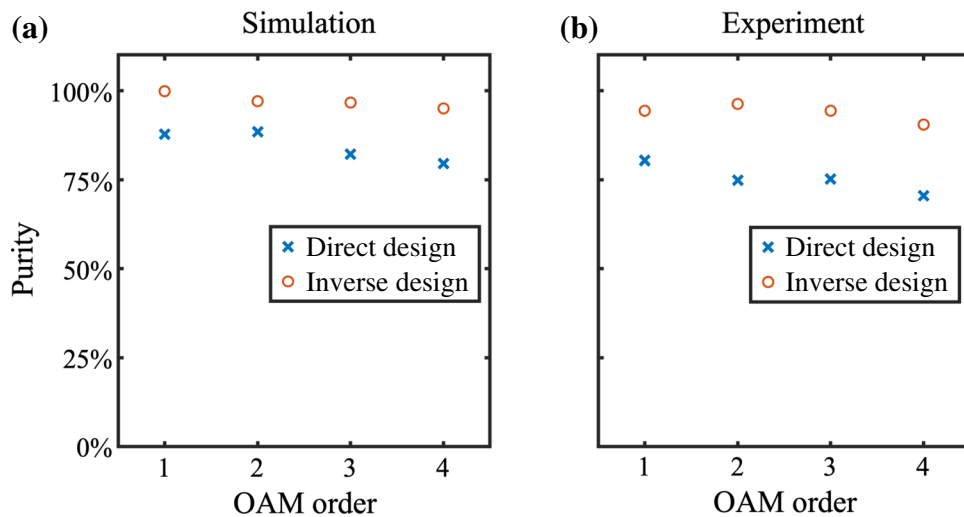 (a)
Simulation
100%
75%
50%
25%
0%
Purity
Direct design
Inverse design
1 2 3 4
OAM order
(b)
Experiment
Direct design
Inverse design
1 2 3 4
OAM order